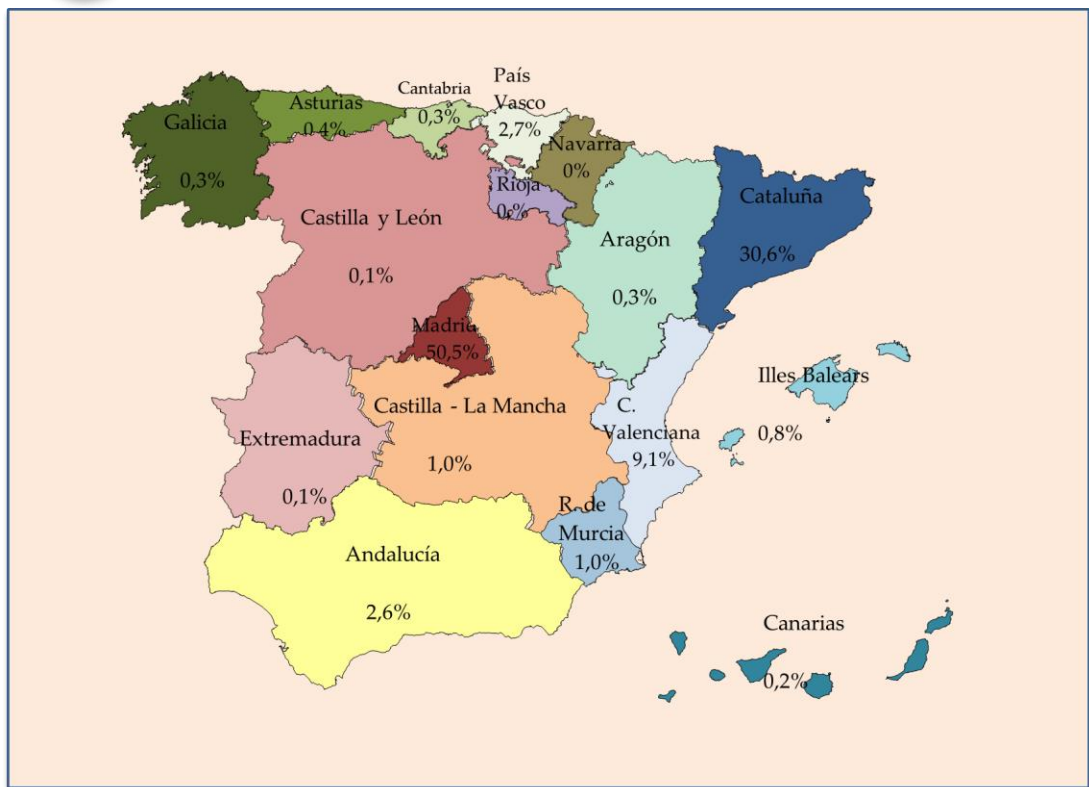 País
Vasco
2,7%
Cantabria
0,3%
Asturias
0 4%
Galicia
0,3%
Navarra
0%
Rioja
0%
Castilla y León
0,1%
Aragón
0,3%
Cataluña
30,6%
Madrid
50,5%
Castilla - La Mancha
1,0%
C.
Valenciana
9,1%
Illes Balears
0,8%
Extremadura
0,1%
R. de
Murcia
1,0%
Andalucía
2,6%
Canarias
0,2%